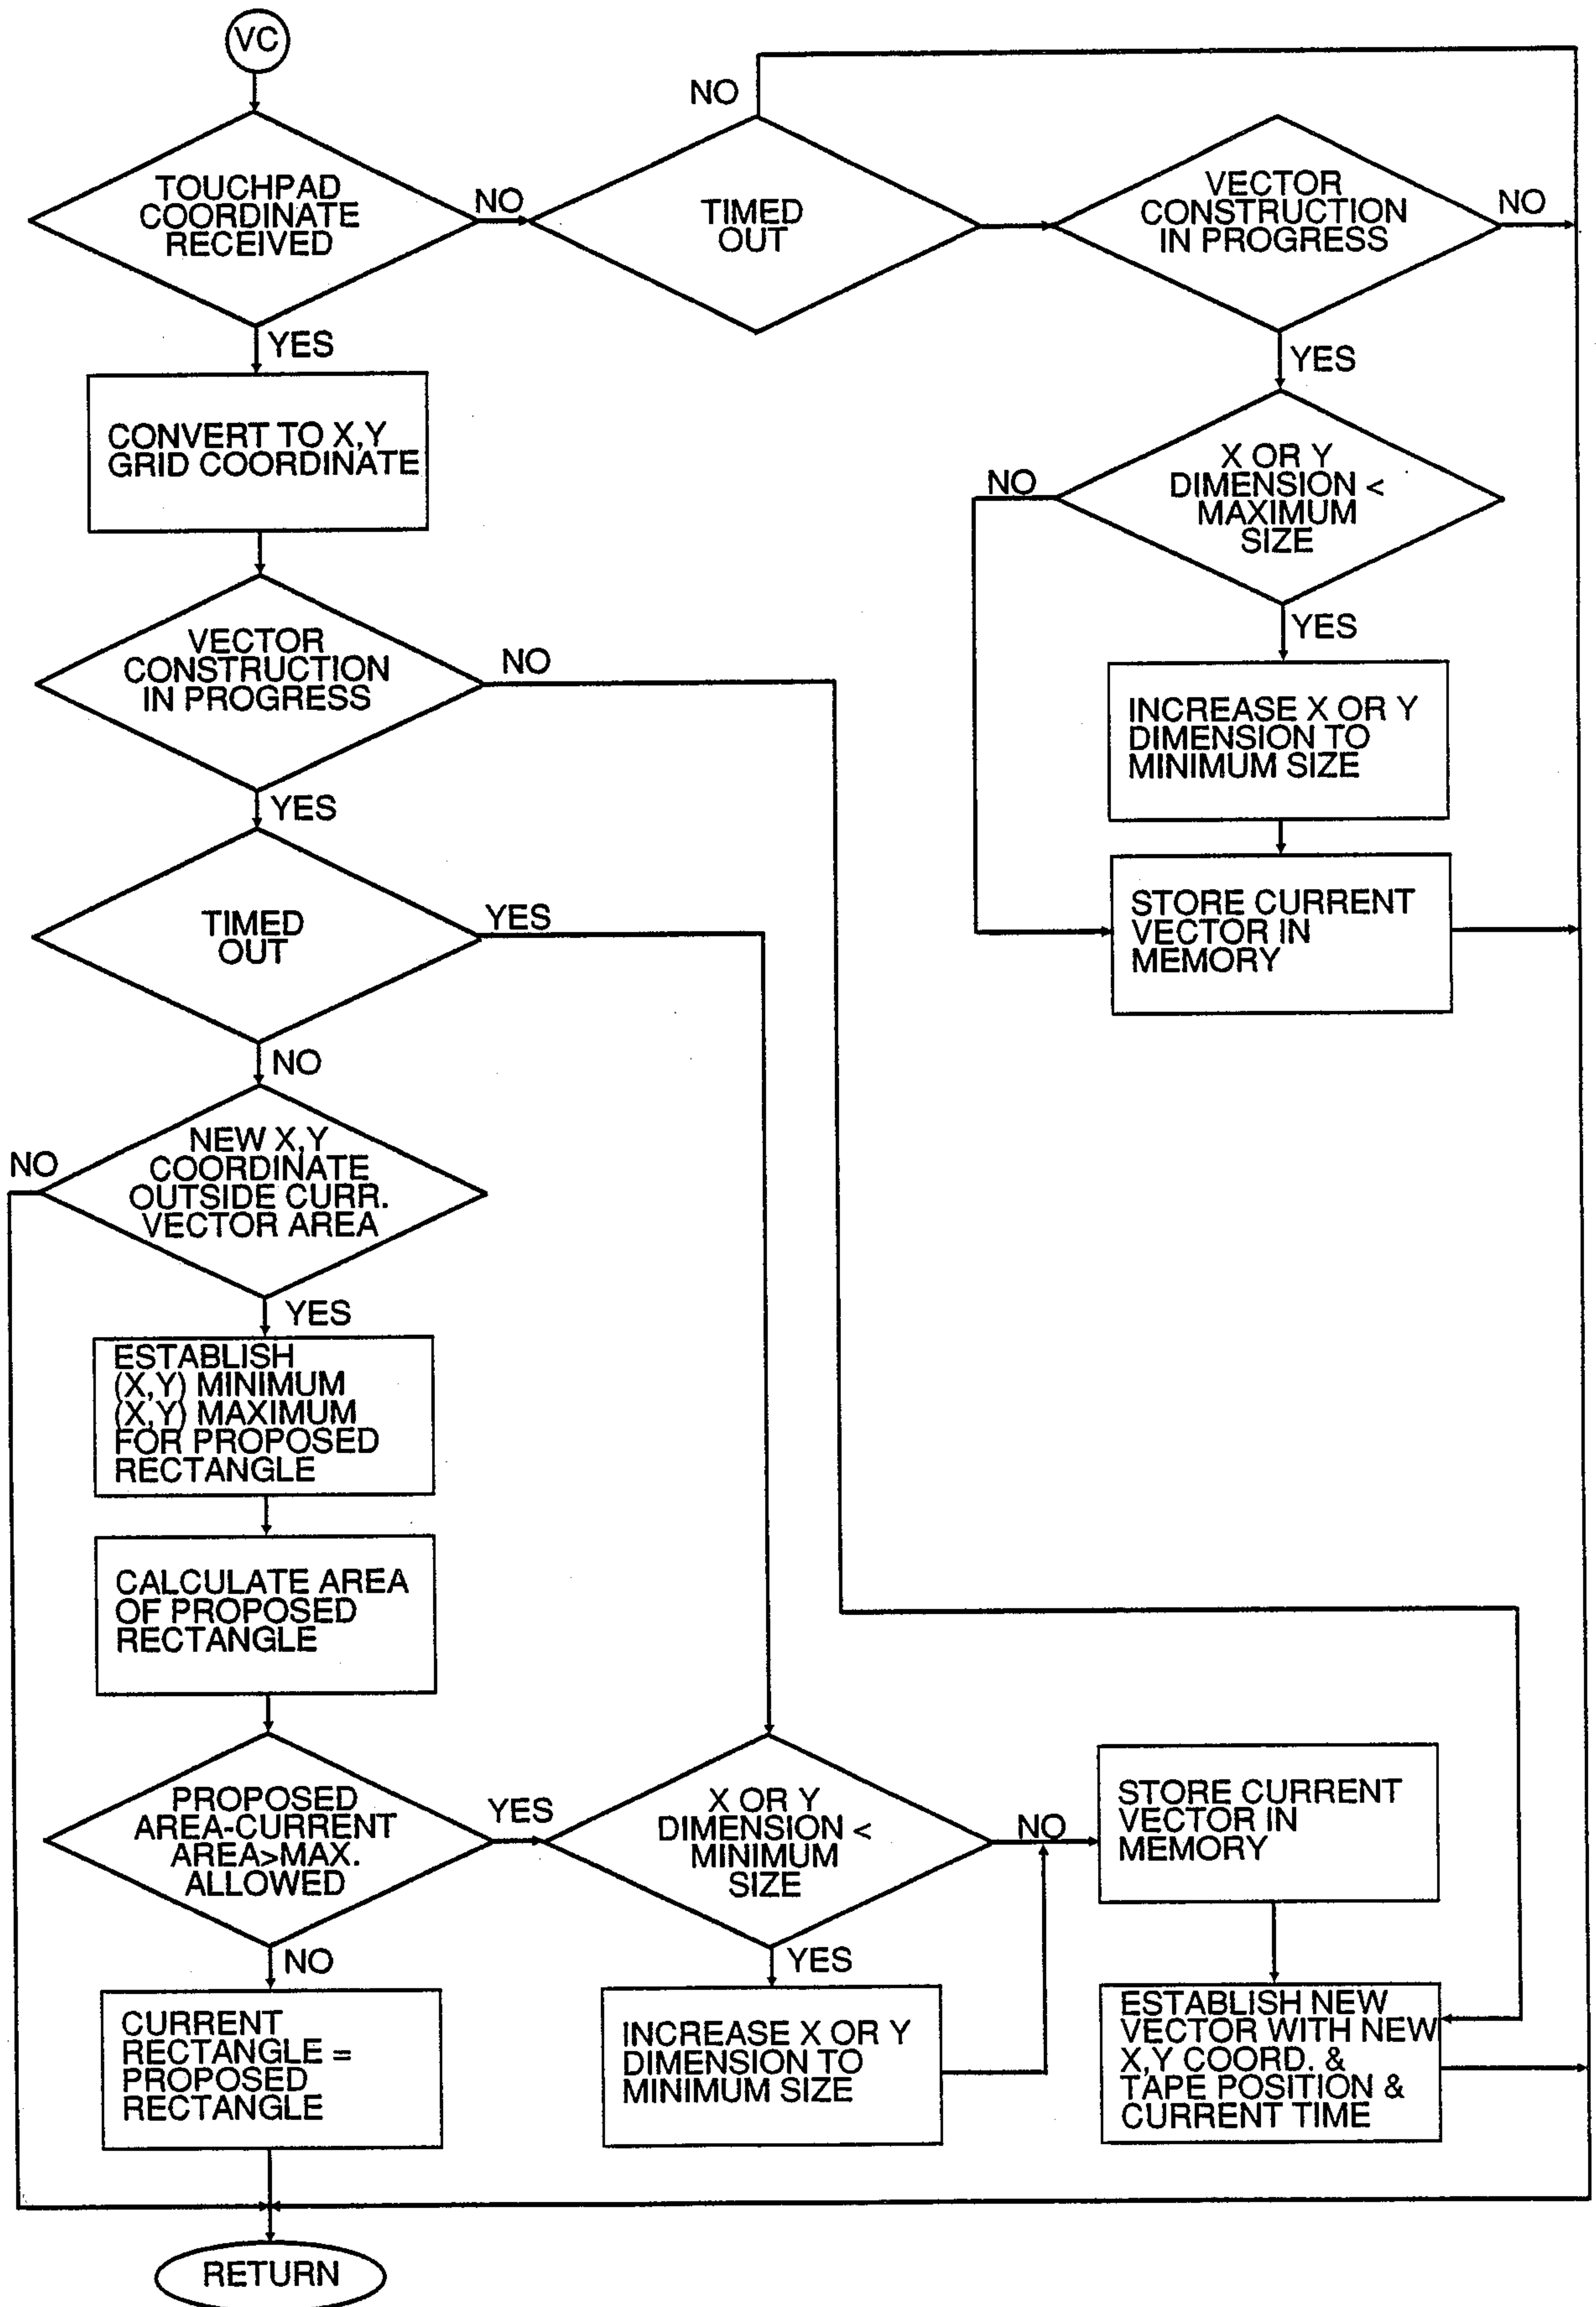 VC
NO
TOUCHPAD
COORDINATE
RECEIVED
NO
TIMED
OUT
VECTOR
CONSTRUCTION
IN PROGRESS
NO
YES
YES
CONVERT TO X,Y
GRID COORDINATE
X OR Y
DIMENSION <
MAXIMUM
SIZE
NO
YES
VECTOR
CONSTRUCTION
IN PROGRESS
NO
INCREASE X OR Y
DIMENSION TO
MINIMUM SIZE
YES
STORE CURRENT
VECTOR IN
MEMORY
TIMED
OUT
YES
NO
NEW X,Y
COORDINATE
OUTSIDE CURR.
VECTOR AREA
NO
YES
ESTABLISH
(X,Y) MINIMUM
(X,Y) MAXIMUM
FOR PROPOSED
RECTANGLE
CALCULATE AREA
OF PROPOSED
RECTANGLE
PROPOSED
AREA-CURRENT
AREA>MAX.
ALLOWED
YES
X OR Y
DIMENSION <
MINIMUM
SIZE
NO
STORE CURRENT
VECTOR IN
MEMORY
NO
YES
CURRENT
RECTANGLE =
PROPOSED
RECTANGLE
INCREASE X OR Y
DIMENSION TO
MINIMUM SIZE
ESTABLISH NEW
VECTOR WITH NEW
X,Y COORD. &
TAPE POSITION &
CURRENT TIME
RETURN